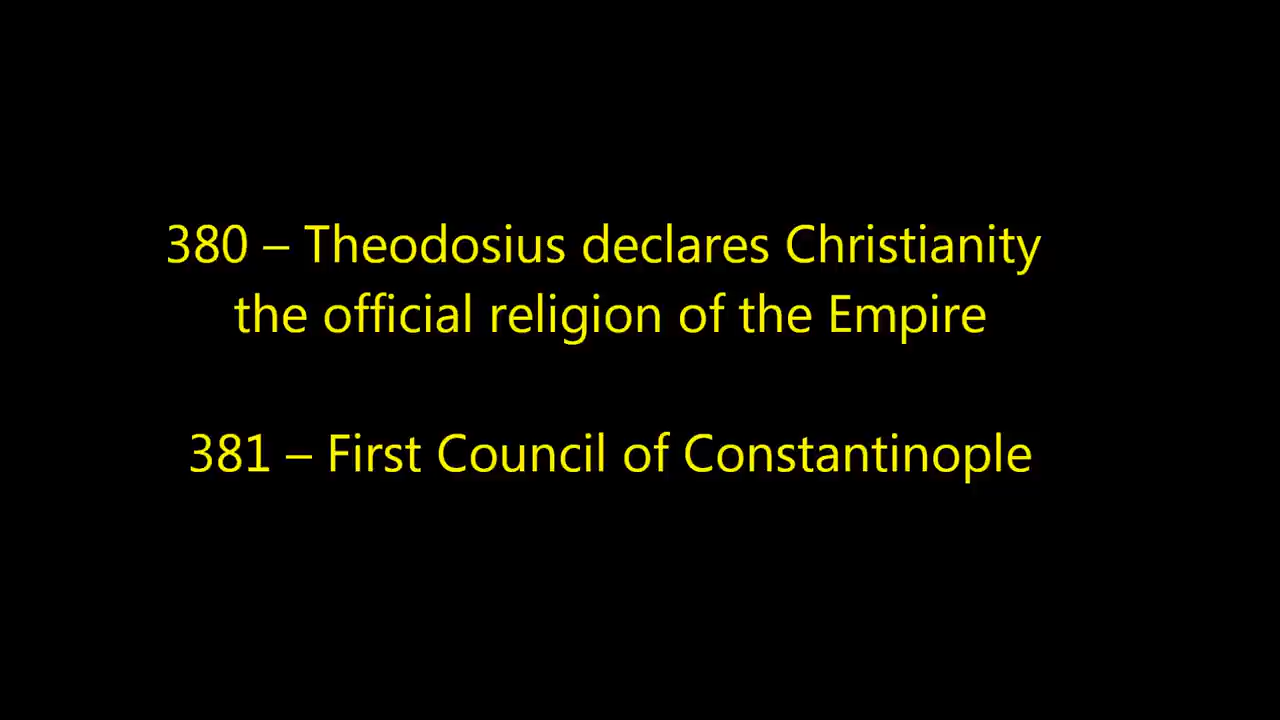 380 – Theodosius declares Christianity
the official religion of the Empire
381 – First Council of Constantinople